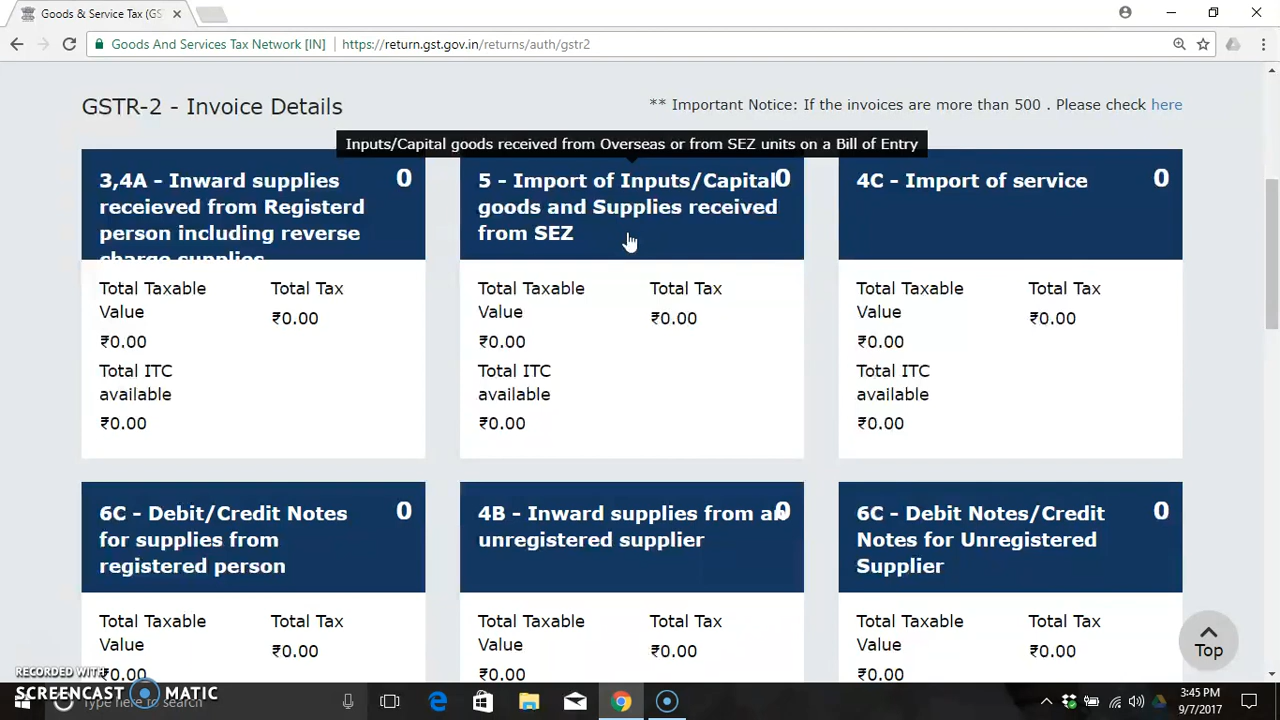 Goods & Service Tax (GS
Goods And Services Tax Network [IN]
https://return.gst.gov.in/returns/auth/gstr2
GSTR-2 - Invoice Details
** Important Notice: If the invoices are more than 500 . Please check here
Inputs/Capital goods received from Overseas or from SEZ units on a Bill of Entry
3,4A - Inward supplies
receieved from Registerd
person including reverse
charge supplies
0
Total Taxable
Value
₹0.00
Total Tax
₹0.00
Total ITC
available
₹0.00
5 - Import of Inputs/Capital
goods and Supplies received
from SEZ
0
Total Taxable
Value
₹0.00
Total Tax
₹0.00
Total ITC
available
₹0.00
4C - Import of service
0
Total Taxable
Value
₹0.00
Total Tax
₹0.00
Total ITC
available
₹0.00
6C - Debit/Credit Notes
for supplies from
registered person
0
Total Taxable
Value
₹0.00
Total Tax
₹0.00
4B - Inward supplies from an
unregistered supplier
0
Total Taxable
Value
₹0.00
Total Tax
₹0.00
6C - Debit Notes/Credit
Notes for Unregistered
Supplier
0
Total Taxable
Value
₹0.00
Total Tax
₹0.00
Top
RECORDED WITH
SCREENCAST MATIC
Type here to search
3:45 PM
9/7/2017